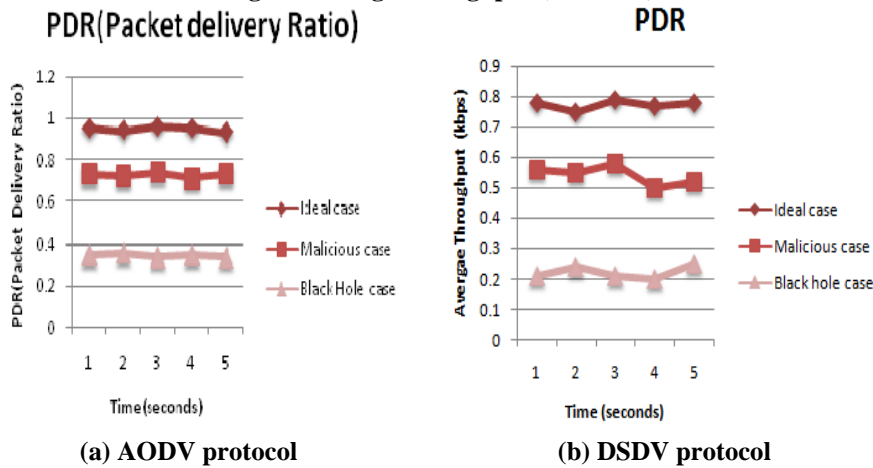 PDR(Packet delivery Ratio)
1.2
1
0.8
0.6
0.4
0.2
0
PDR(Packet Delivery Ratio)
1 2 3 4 5
Time(seconds)
Ideal case
Malicious case
Black Hole case
(a) AODV protocol
PDR
0.9
0.8
0.7
0.6
0.5
0.4
0.3
0.2
0.1
0
Avergae Throughput (kbps)
1 2 3 4 5
Time (seconds)
Ideal case
Malicious case
Black hole case
(b) DSDV protocol